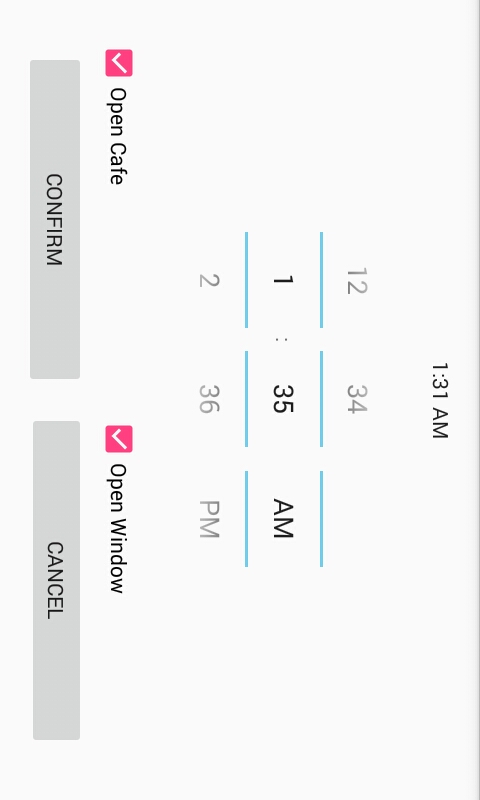 1:31 AM
12 34
1 : 35 AM
2 36 PM
Open Cafe Open Window
CONFIRM CANCEL